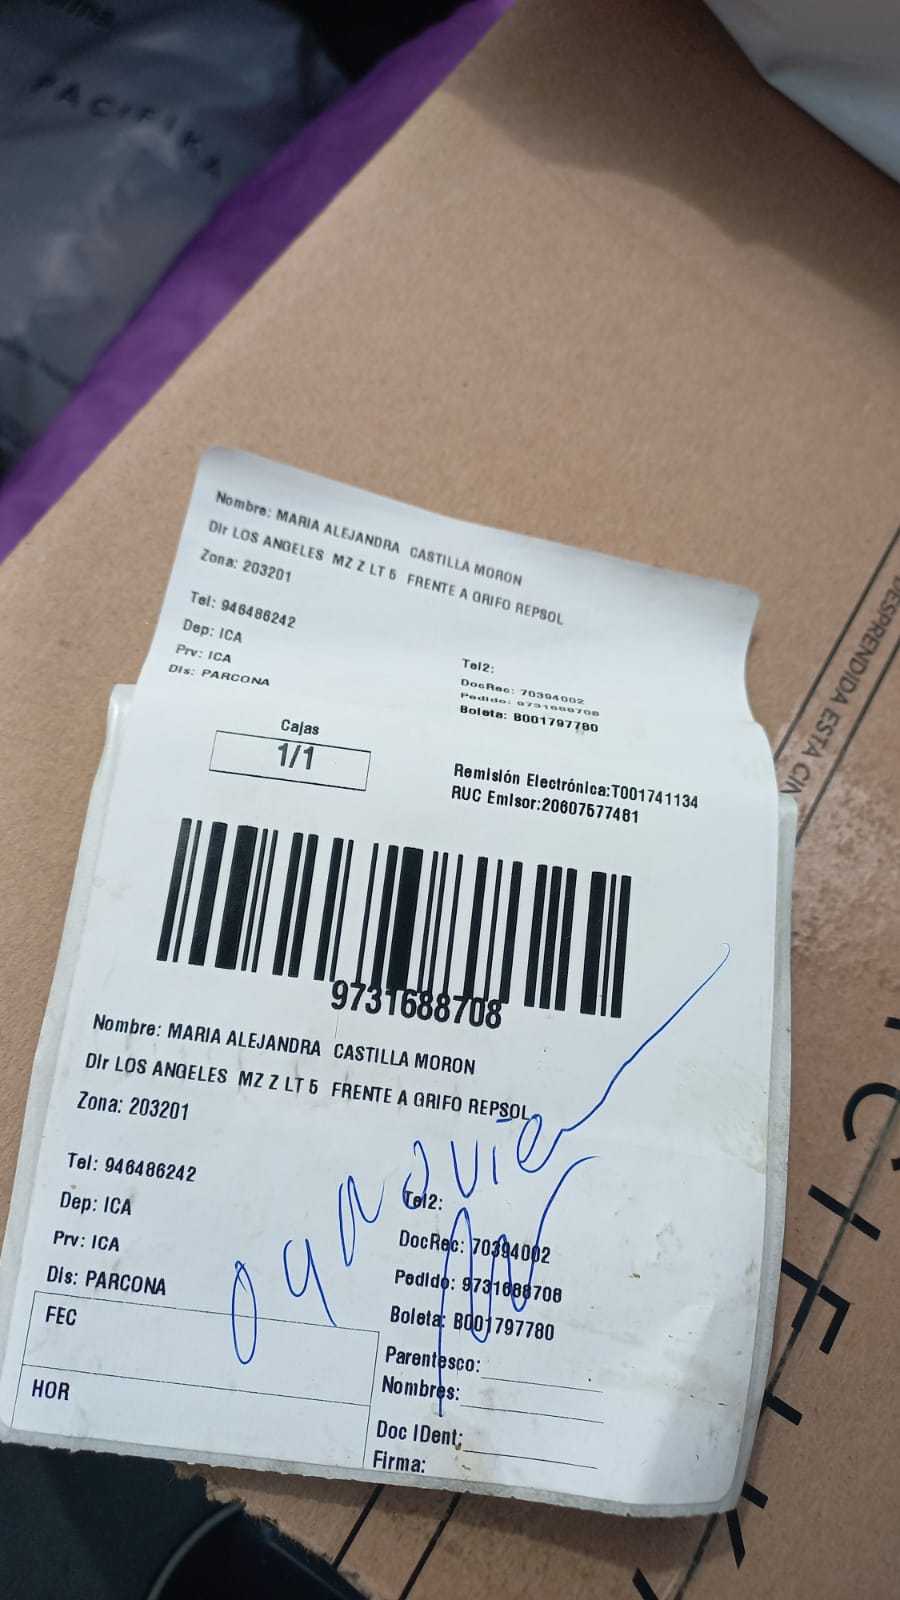 PACIFIKA
Nombre: MARIA ALEJANDRA CASTILLA MORON
Dir LOS ANGELES MZ Z LT 5 FRENTE A GRIFO REPSOL
Zona: 203201
Tel: 946486242
Dep: ICA
Prv: ICA
Dis: PARCONA
Tel2:
DocRec: 70394002
Pedido: 9731688708
Boleta: B001797780
Cajas
1/1
Remisión Electrónica:T001741134
RUC Emisor:20607577481
9731688708
Nombre: MARIA ALEJANDRA CASTILLA MORON
Dir LOS ANGELES MZ Z LT 5 FRENTE A GRIFO REPSOL
Zona: 203201
Tel: 946486242
Dep: ICA
Prv: ICA
Dis: PARCONA
Tel2:
DocRec: 70394002
Pedido: 9731688708
Boleta: B001797780
FEC
HOR
Parentesco:
Nombres:
Doc IDent:
Firma:
DESPRENDIDA ESTA